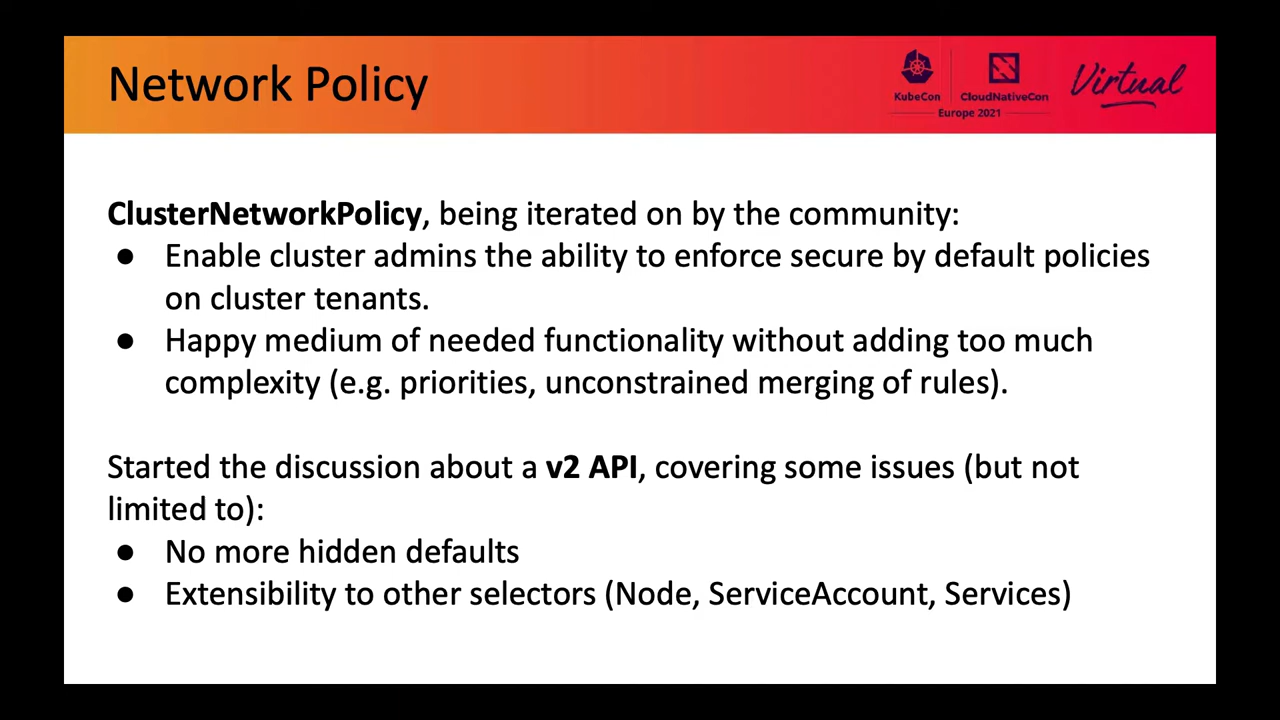 Network Policy
KubeCon
CloudNativeCon
Europe 2021
Virtual
ClusterNetworkPolicy, being iterated on by the community:
● Enable cluster admins the ability to enforce secure by default policies
on cluster tenants.
● Happy medium of needed functionality without adding too much
complexity (e.g. priorities, unconstrained merging of rules).
Started the discussion about a v2 API, covering some issues (but not
limited to):
● No more hidden defaults
● Extensibility to other selectors (Node, ServiceAccount, Services)